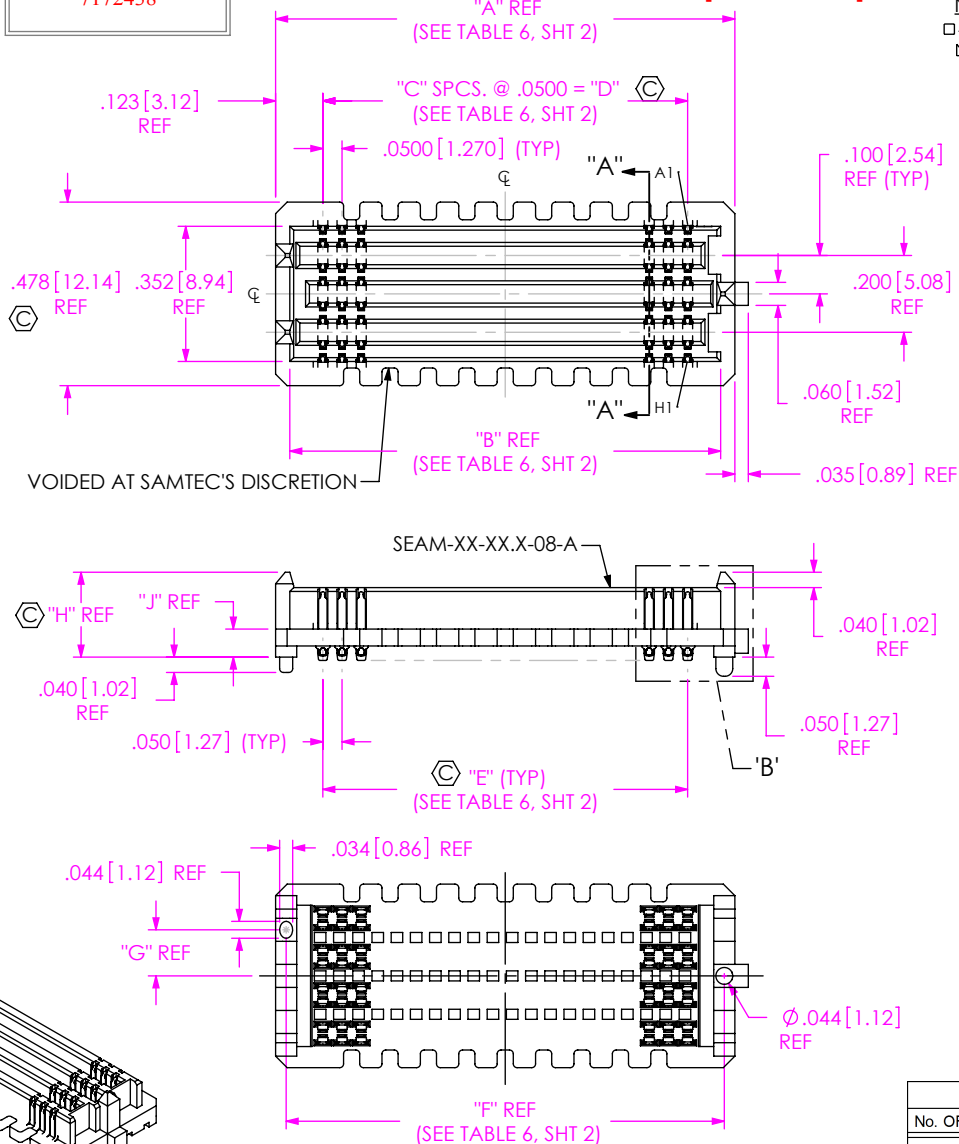 7172438
"A" REF
(SEE TABLE 6, SHT 2)
"C" SPCS. @ .0500 = "D"
(SEE TABLE 6, SHT 2)
C
.123[3.12]
REF
.0500[1.270] (TYP)
"A"
A1
.100[2.54]
REF (TYP)
.478[12.14]
REF
C
.352[8.94]
REF
.200[5.08]
REF
.060[1.52]
REF
"A"
H1
"B" REF
(SEE TABLE 6, SHT 2)
.035[0.89] REF
VOIDED AT SAMTEC'S DISCRETION
SEAM-XX-XX.X-08-A
C "H" REF
"J" REF
.040[1.02]
REF
.040[1.02]
REF
.050[1.27]
REF
.050[1.27] (TYP)
'B'
C "E" (TYP)
(SEE TABLE 6, SHT 2)
.034[0.86] REF
.044[1.12] REF
"G" REF
Ø.044[1.12]
REF
"F" REF
(SEE TABLE 6, SHT 2)
No. OF